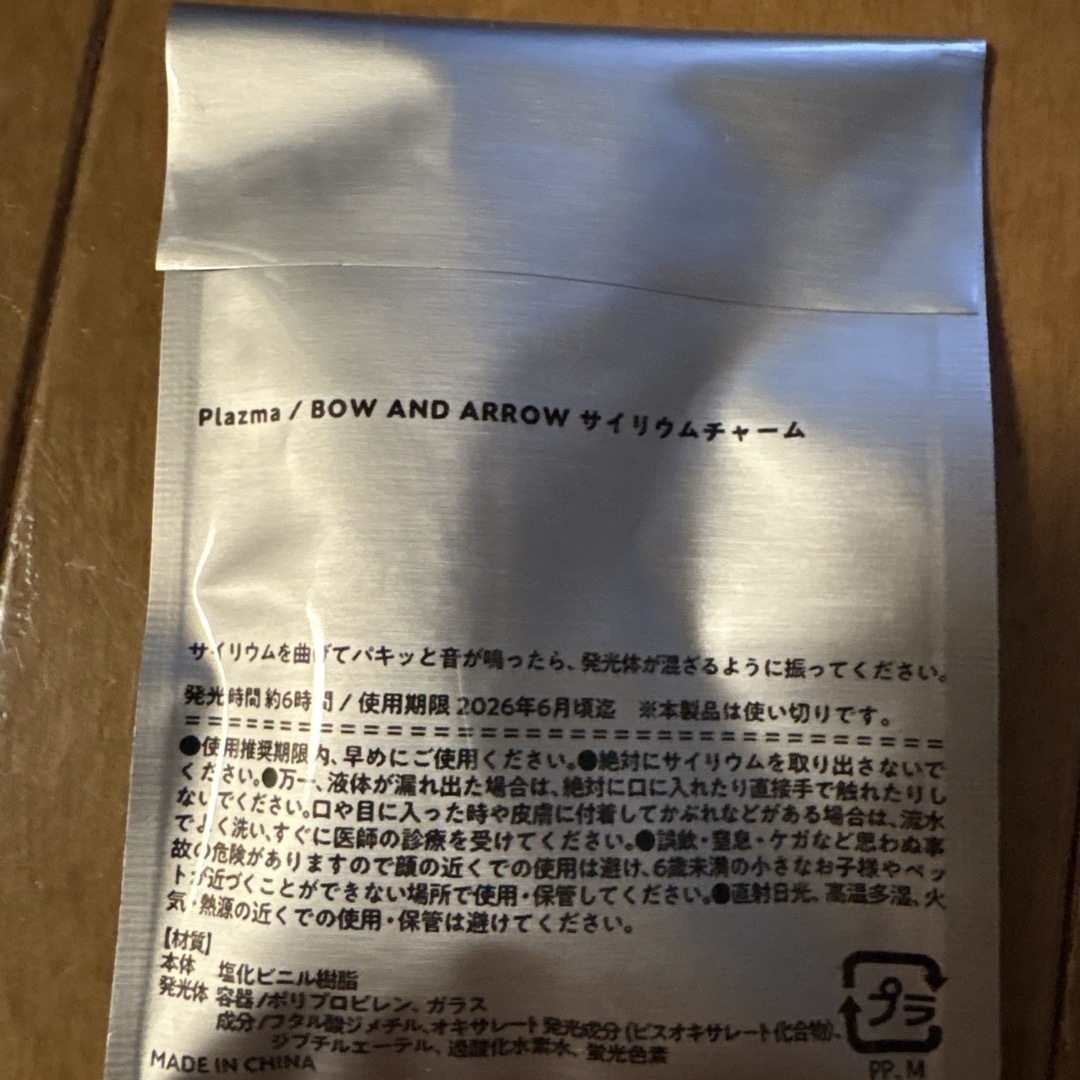 Plazma / BOW AND ARROW サイリウムチャーム
サイリウムを曲げてパキッと音が鳴ったら、発光体が混ざるように振ってください。
発光時間 約6時間 / 使用期限 2026年6月頃迄 ※本製品は使い切りです。
●使用推奨期限内、早めにご使用ください。●絶対にサイリウムを取り出さないで
ください。●万一、液体が漏れ出た場合は、絶対に口に入れたり直接手で触れたりし
ないでください。口や目に入った時や皮膚に付着してかぶれなどがある場合は、流水
でよく洗い、すぐに医師の診療を受けてください。●誤飲・窒息・ケガなど思わぬ事
故の危険がありますので顔の近くでの使用は避け、6歳未満の小さなお子様やペッ
トが近づくことができない場所で使用・保管してください。●直射日光、高温多湿、火
気・熱源の近くでの使用・保管は避けてください。
【材質】
本体 塩化ビニル樹脂
発光体 容器/ポリプロピレン、ガラス
成分/フタル酸ジメチル、オキサレート発光成分(ビスオキサレート化合物)、
ジブチルエーテル、過酸化水素水、蛍光色素
MADE IN CHINA
プラ
PP, M